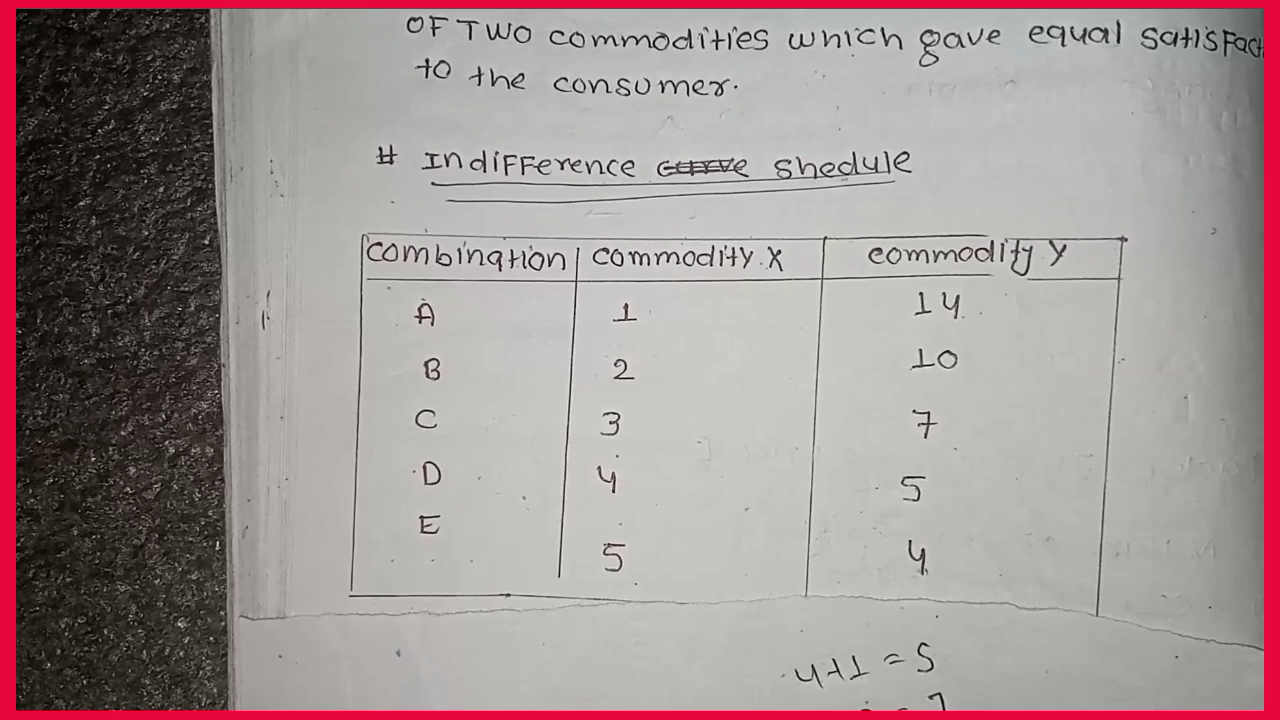 OF TWO commodities which gave equal satisfact
to the consumer.
# Indifference curve shedule
combination commodity.X commodity Y
A 1 14
B 2 10
C 3 7
D 4 5
E 5 4
4+1 = 5